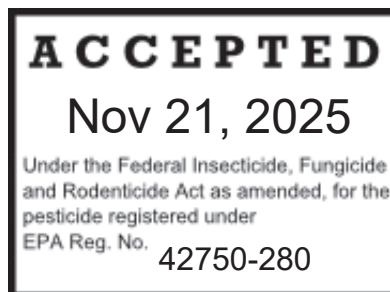 ACCEPTED
Nov 21, 2025
Under the Federal Insecticide, Fungicide
and Rodenticide Act as amended, for the
pesticide registered under
EPA Reg. No. 42750-280